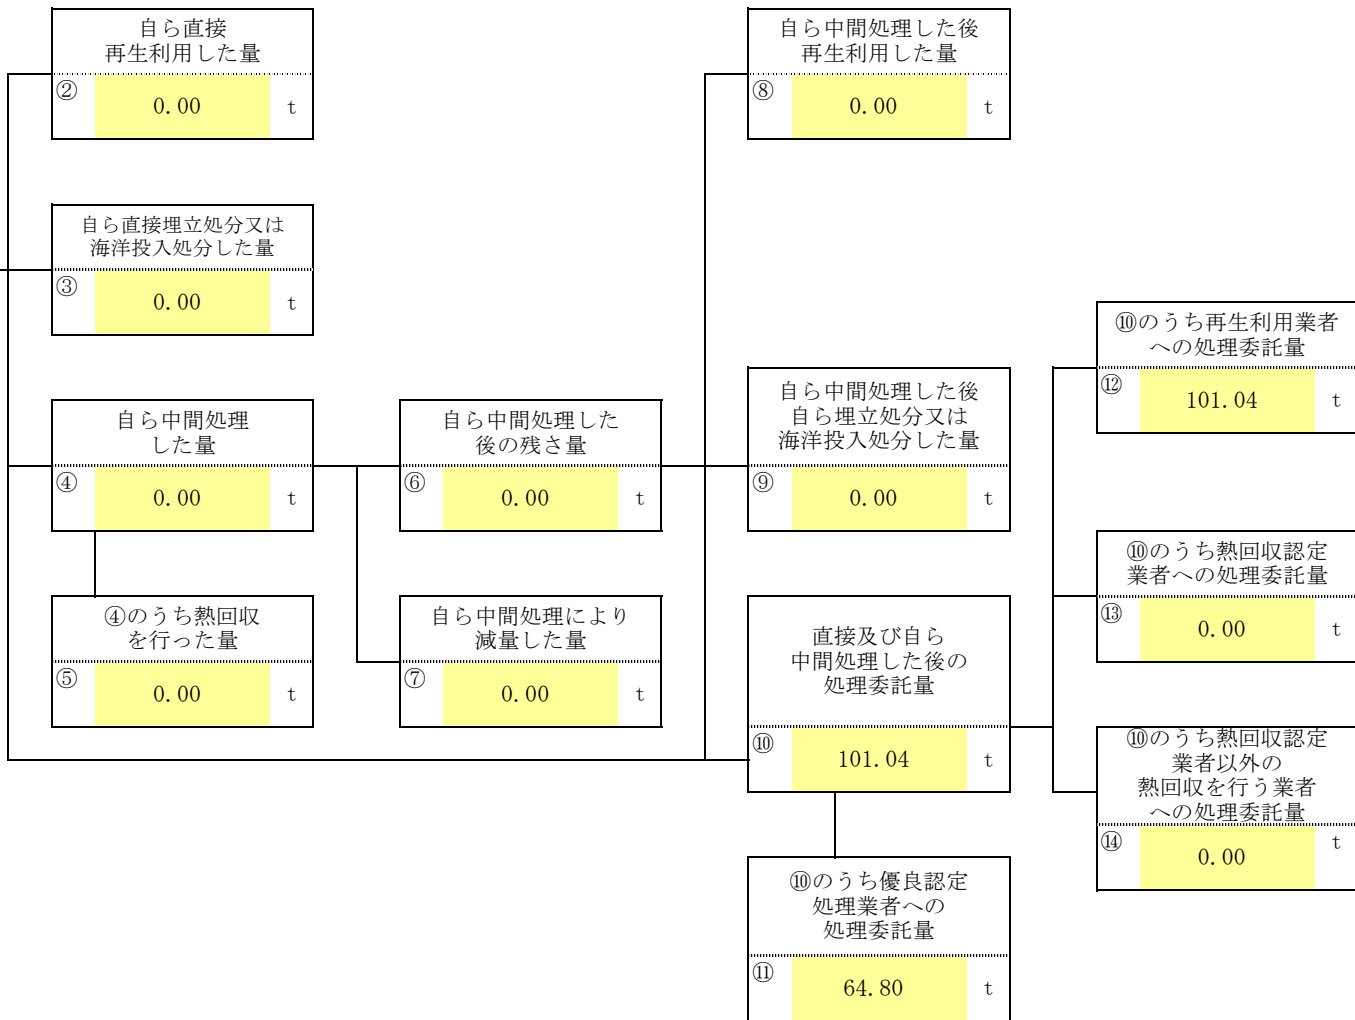 自ら直接
再生利用した量
② 0.00 t
自ら直接埋立処分又は
海洋投入処分した量
③ 0.00 t
自ら中間処理
した量
④ 0.00 t
④のうち熱回収
を行った量
⑤ 0.00 t
自ら中間処理した
後の残さ量
⑥ 0.00 t
自ら中間処理により
減量した量
⑦ 0.00 t
自ら中間処理した後
再生利用した量
⑧ 0.00 t
自ら中間処理した後
自ら埋立処分又は
海洋投入処分した量
⑨ 0.00 t
直接及び自ら
中間処理した後の
処理委託量
⑩ 101.04 t
⑩のうち優良認定
処理業者への
処理委託量
⑪ 64.80 t
⑩のうち再生利用業者
への処理委託量
⑫ 101.04 t
⑩のうち熱回収認定
業者への処理委託量
⑬ 0.00 t
⑩のうち熱回収認定
業者以外の
熱回収を行う業者
への処理委託量
⑭ 0.00 t